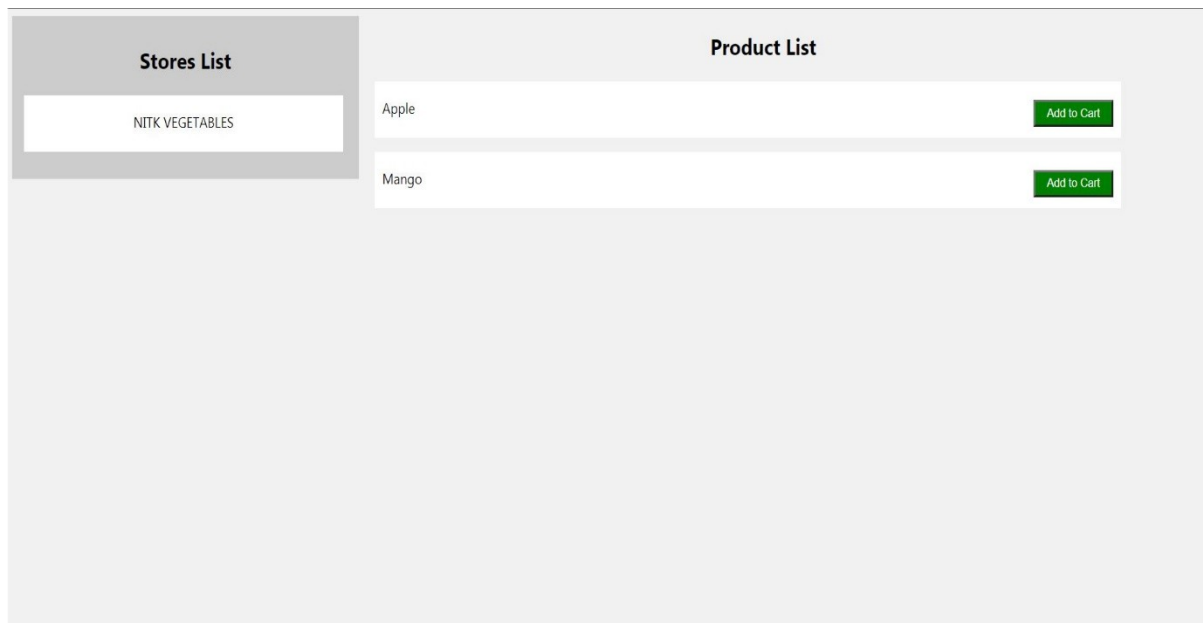 Stores List
NITK VEGETABLES
Product List
Apple
Add to Cart
Mango
Add to Cart